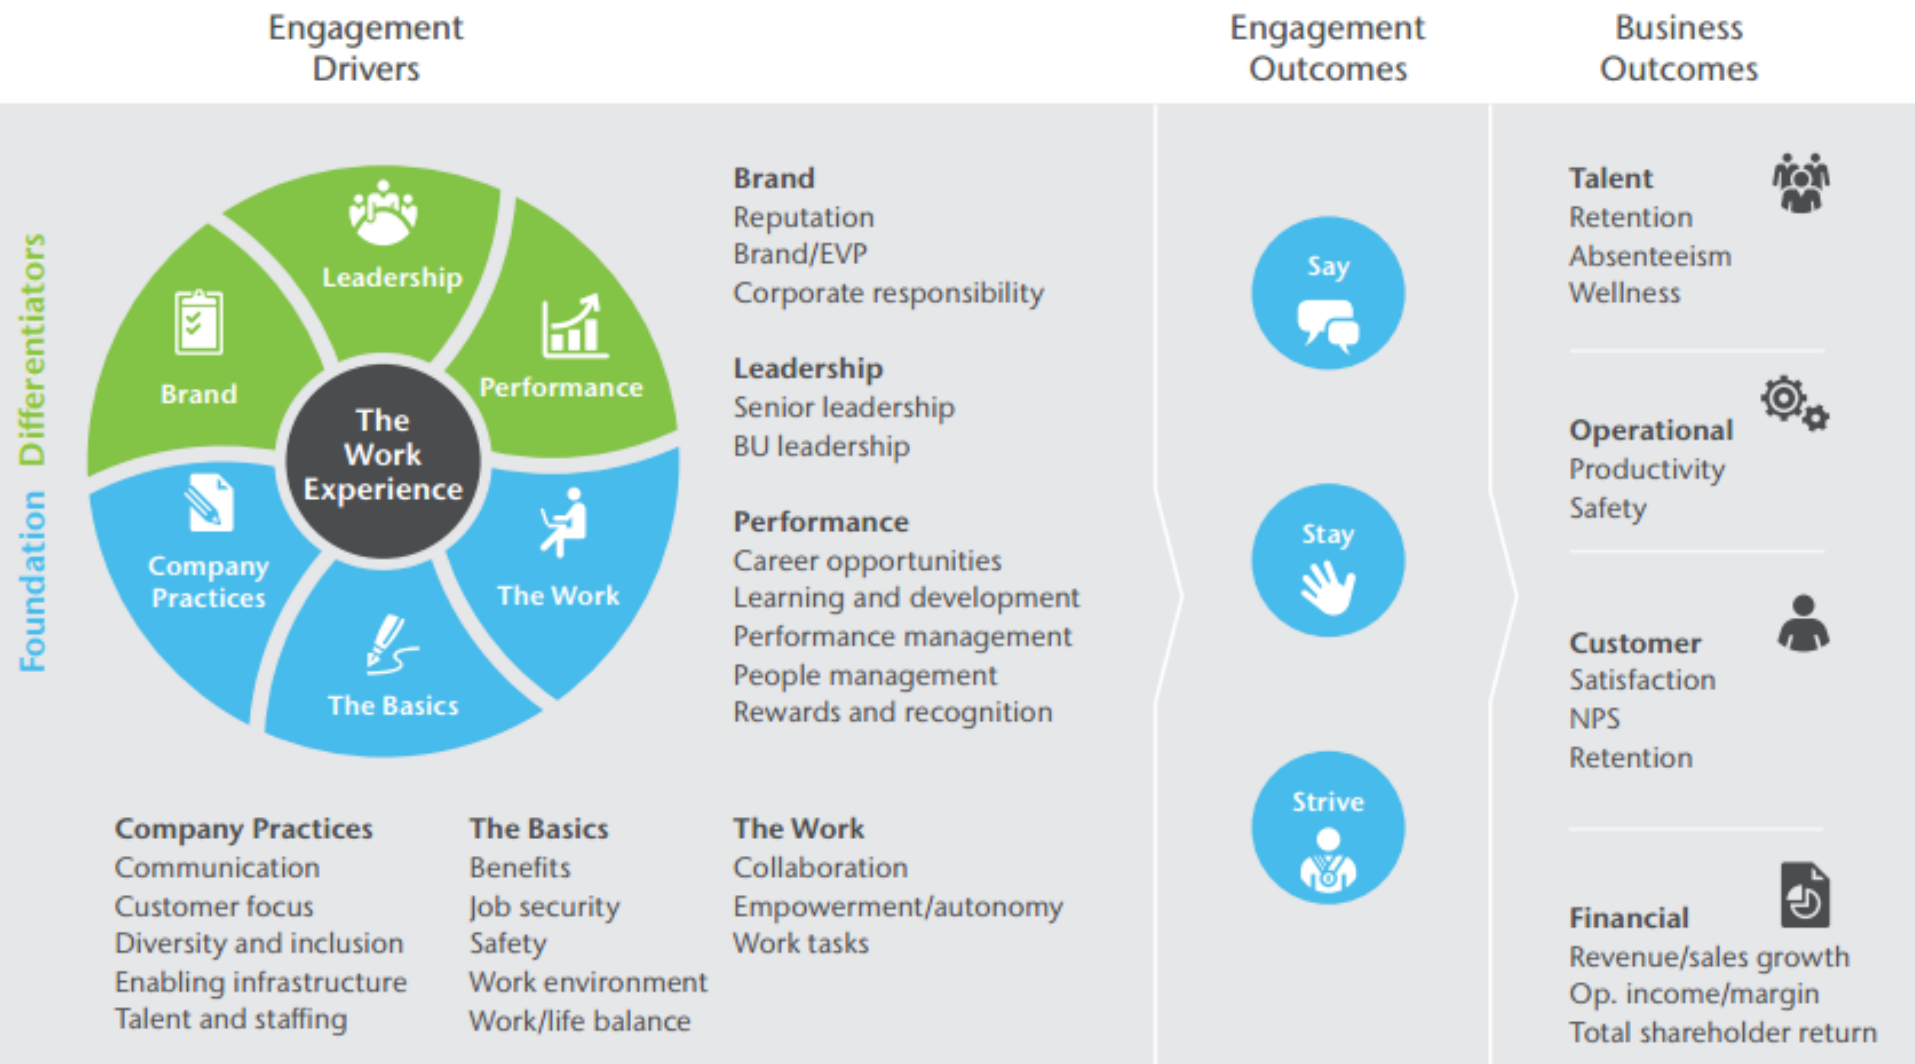 Engagement
Drivers
Engagement
Outcomes
Business
Outcomes
Differentiators
Foundation
Leadership
Performance
Brand
The
Work
Experience
Company
Practices
The Work
The Basics
Brand
Reputation
Brand/EVP
Corporate responsibility
Leadership
Senior leadership
BU leadership
Performance
Career opportunities
Learning and development
Performance management
People management
Rewards and recognition
Company Practices
Communication
Customer focus
Diversity and inclusion
Enabling infrastructure
Talent and staffing
The Basics
Benefits
Job security
Safety
Work environment
Work/life balance
The Work
Collaboration
Empowerment/autonomy
Work tasks
Say
Stay
Strive
Talent
Retention
Absenteeism
Wellness
Operational
Productivity
Safety
Customer
Satisfaction
NPS
Retention
Financial
Revenue/sales growth
Op. income/margin
Total shareholder return